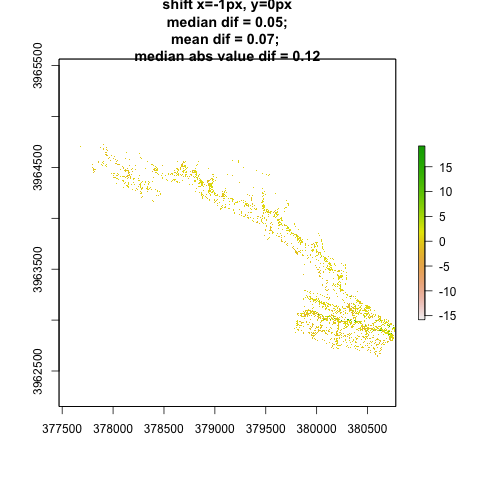 shift x=-1px, y=0px
median dif = 0.05;
mean dif = 0.07;
median abs value dif = 0.12
3965500
3964500
3963500
3962500
377500 378000 378500 379000 379500 380000 380500
15
10
5
0
-5
-10
-15